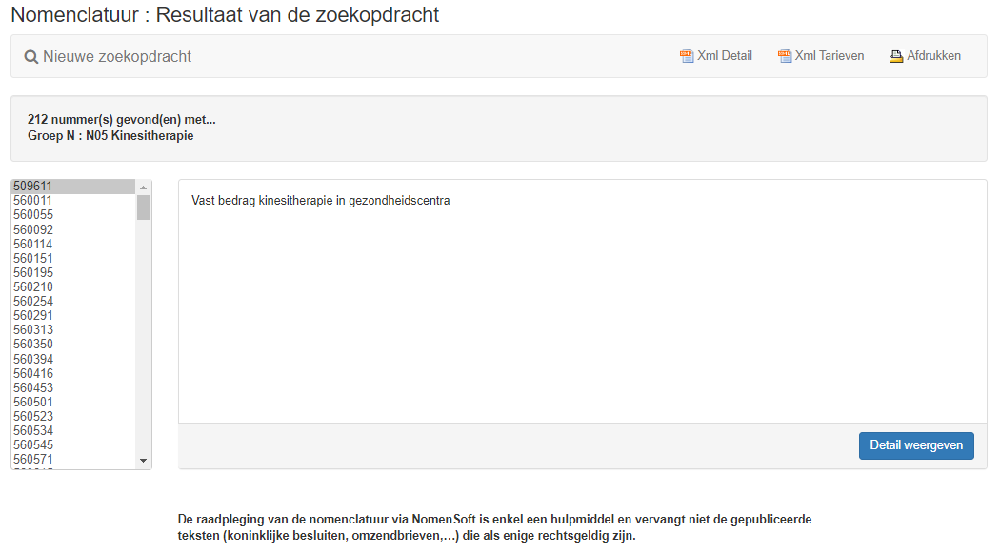 Nomenclatuur : Resultaat van de zoekopdracht
Nieuwe zoekopdracht
Xml Detail
Xml Tarieven
Afdrukken
212 nummer(s) gevond(en) met...
Groep N : N05 Kinesitherapie
509611
560011
560055
560092
560114
560151
560195
560210
560254
560291
560313
560350
560394
560416
560453
560501
560523
560534
560545
560571
Vast bedrag kinesitherapie in gezondheidscentra
Detail weergeven
De raadpleging van de nomenclatuur via NomenSoft is enkel een hulpmiddel en vervangt niet de gepubliceerde
teksten (koninklijke besluiten, omzendbrieven,...) die als enige rechtsgeldig zijn.